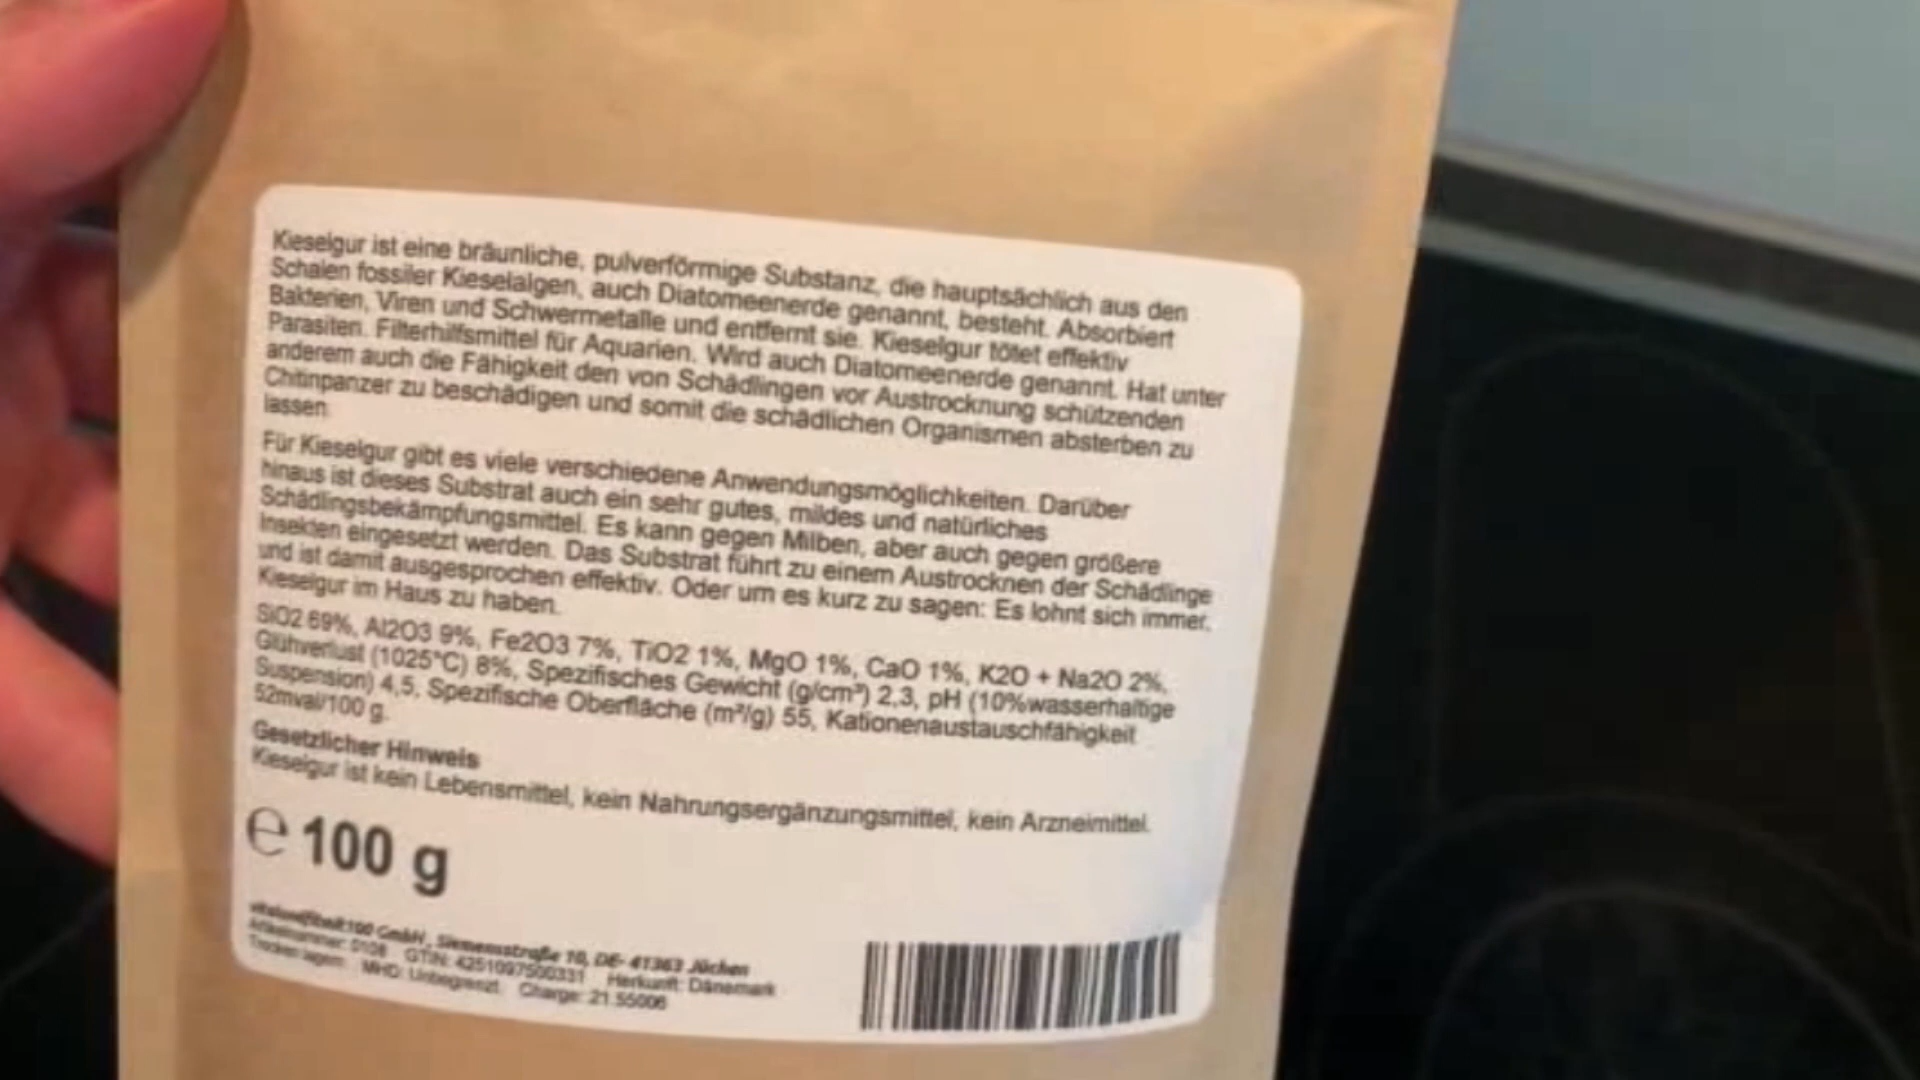 Kieselgur ist eine bräunliche, pulverförmige Substanz, die hauptsächlich aus den
Schalen fossiler Kieselalgen, auch Diatomeenerde genannt, besteht. Absorbiert
Bakterien, Viren und Schwermetalle und entfernt sie. Kieselgur tötet effektiv
Parasiten. Filterhilfsmittel für Aquarien. Wird auch Diatomeenerde genannt. Hat unter
anderem auch die Fähigkeit den von Schädlingen vor Austrocknung schützenden
Chitinpanzer zu beschädigen und somit die schädlichen Organismen absterben zu
lassen.
Für Kieselgur gibt es viele verschiedene Anwendungsmöglichkeiten. Darüber
hinaus ist dieses Substrat auch ein sehr gutes, mildes und natürliches
Schädlingsbekämpfungsmittel. Es kann gegen Milben, aber auch gegen größere
Insekten eingesetzt werden. Das Substrat führt zu einem Austrocknen der Schädlinge
und ist damit ausgesprochen effektiv. Oder um es kurz zu sagen: Es lohnt sich immer,
Kieselgur im Haus zu haben.
SiO2 69%, Al2O3 9%, Fe2O3 7%, TiO2 1%, MgO 1%, CaO 1%, K2O + Na2O 2%,
Glühverlust (1025°C) 8%, Spezifisches Gewicht (g/cm³) 2,3, pH (10%wasserhaltige
Suspension) 4,5, Spezifische Oberfläche (m²/g) 55, Kationenaustauschfähigkeit
52mval/100 g.
Gesetzlicher Hinweis
Kieselgur ist kein Lebensmittel, kein Nahrungsergänzungsmittel, kein Arzneimittel.
℮ 100 g
GmbH, Siemensstraße 10, DE- 41363 Jüchen
Artikelnummer: 0108 GTIN: 4251097500331 Herkunft: Dänemark
Trocken lagern MHD: Unbegrenzt Charge: 21.55006